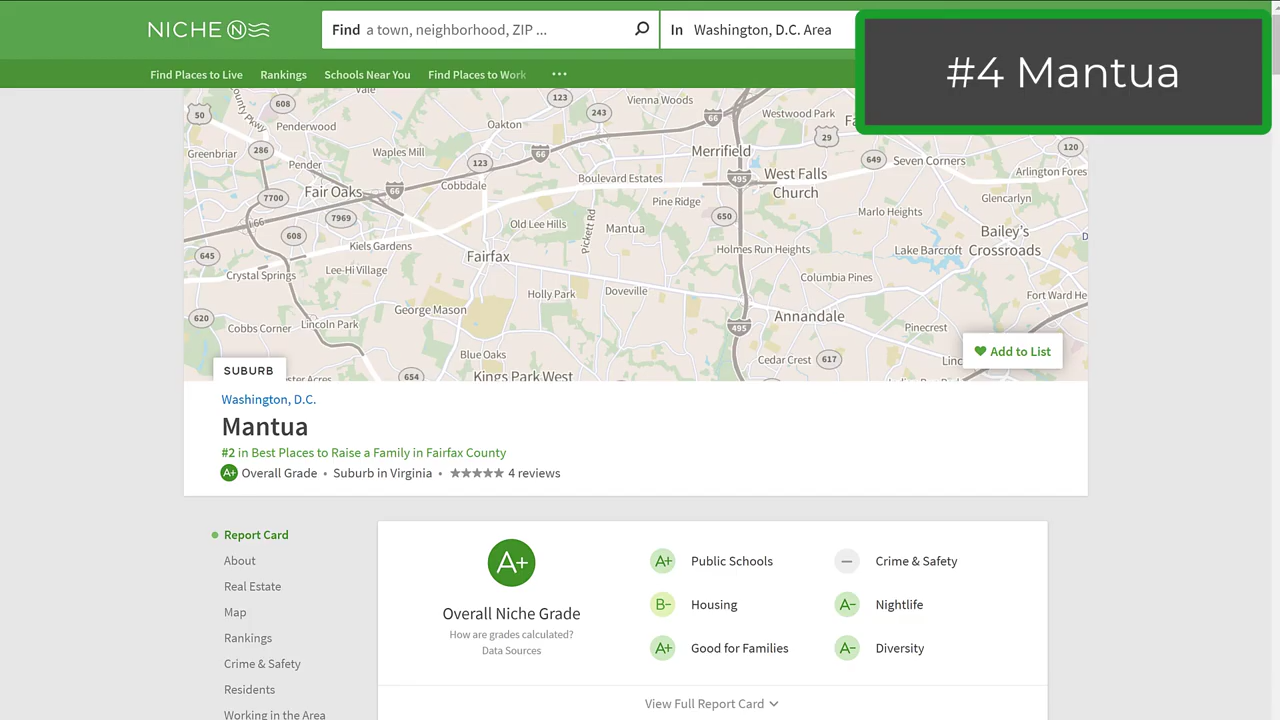 NICHE
Find a town, neighborhood, ZIP ...
In Washington, D.C. Area
#4 Mantua
Find Places to Live
Rankings
Schools Near You
Find Places to Work
...
50
608
Vale
123
243
Vienna Woods
66
Westwood Park
29
120
County Pkwy
Penderwood
Oakton
286
Greenbriar
Waples Mill
66
Merrifield
649
Seven Corners
Pender
123
Boulevard Estates
495
West Falls
Church
Arlington Fores
Fair Oaks
66
Cobbdale
7700
Pine Ridge
Glencarlyn
7969
Old Lee Hills
Pickett Rd
650
Marlo Heights
66
608
Mantua
Bailey's
Crossroads
Kiels Gardens
Holmes Run Heights
Lake Barcroft
645
Fairfax
Crystal Springs
Lee-Hi Village
Columbia Pines
Holly Park
Doveville
Fort Ward He
George Mason
620
Cobbs Corner
Lincoln Park
495
Annandale
Pinecrest
Blue Oaks
Cedar Crest
617
Linc
654
Kings Park West
ster Acres
Add to List
SUBURB
Washington, D.C.
Mantua
#2 in Best Places to Raise a Family in Fairfax County
A+ Overall Grade • Suburb in Virginia • ★★★★★ 4 reviews
Report Card
About
Real Estate
Map
Rankings
Crime & Safety
Residents
Working in the Area
A+
Overall Niche Grade
How are grades calculated?
Data Sources
A+ Public Schools
– Crime & Safety
B- Housing
A- Nightlife
A+ Good for Families
A- Diversity
View Full Report Card